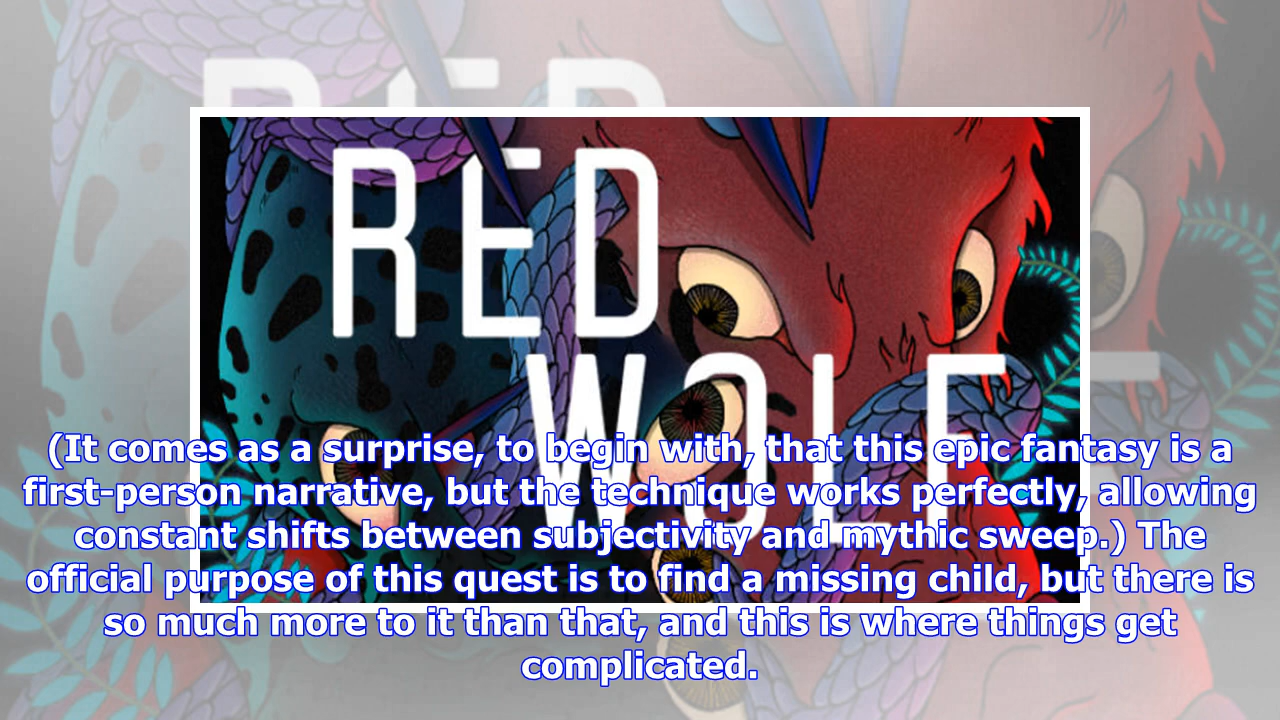 RED
WOLF
(It comes as a surprise, to begin with, that this epic fantasy is a
first-person narrative, but the technique works perfectly, allowing
constant shifts between subjectivity and mythic sweep.) The
official purpose of this quest is to find a missing child, but there is
so much more to it than that, and this is where things get
complicated.